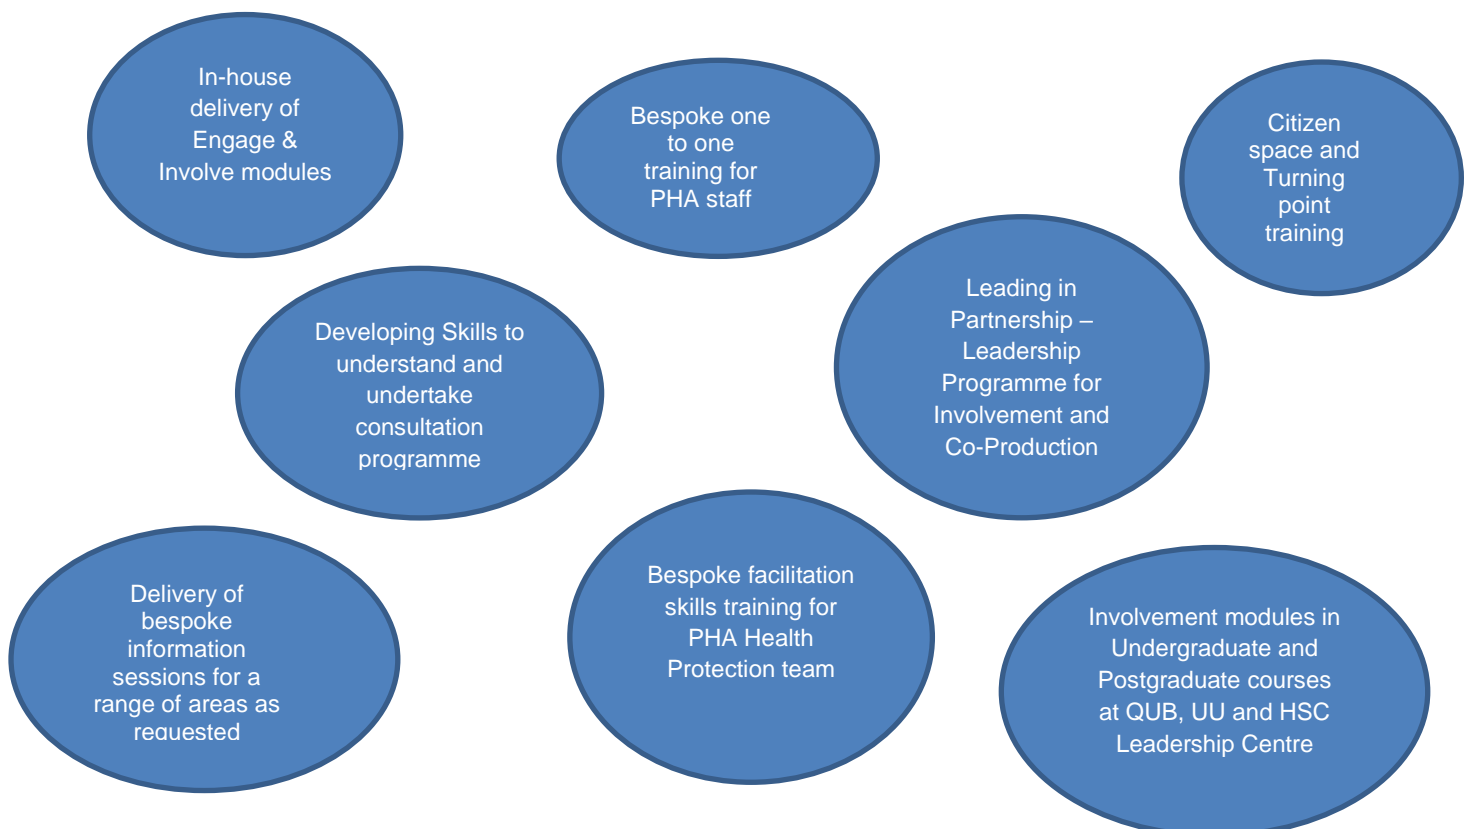 In-house
delivery of
Engage &
Involve modules
Bespoke one
to one
training for
PHA staff
Citizen
space and
Turning
point
training
Developing Skills to
understand and
undertake
consultation
programme
Leading in
Partnership –
Leadership
Programme for
Involvement and
Co-Production
Delivery of
bespoke
information
sessions for a
range of areas as
requested
Bespoke facilitation
skills training for
PHA Health
Protection team
Involvement modules in
Undergraduate and
Postgraduate courses
at QUB, UU and HSC
Leadership Centre